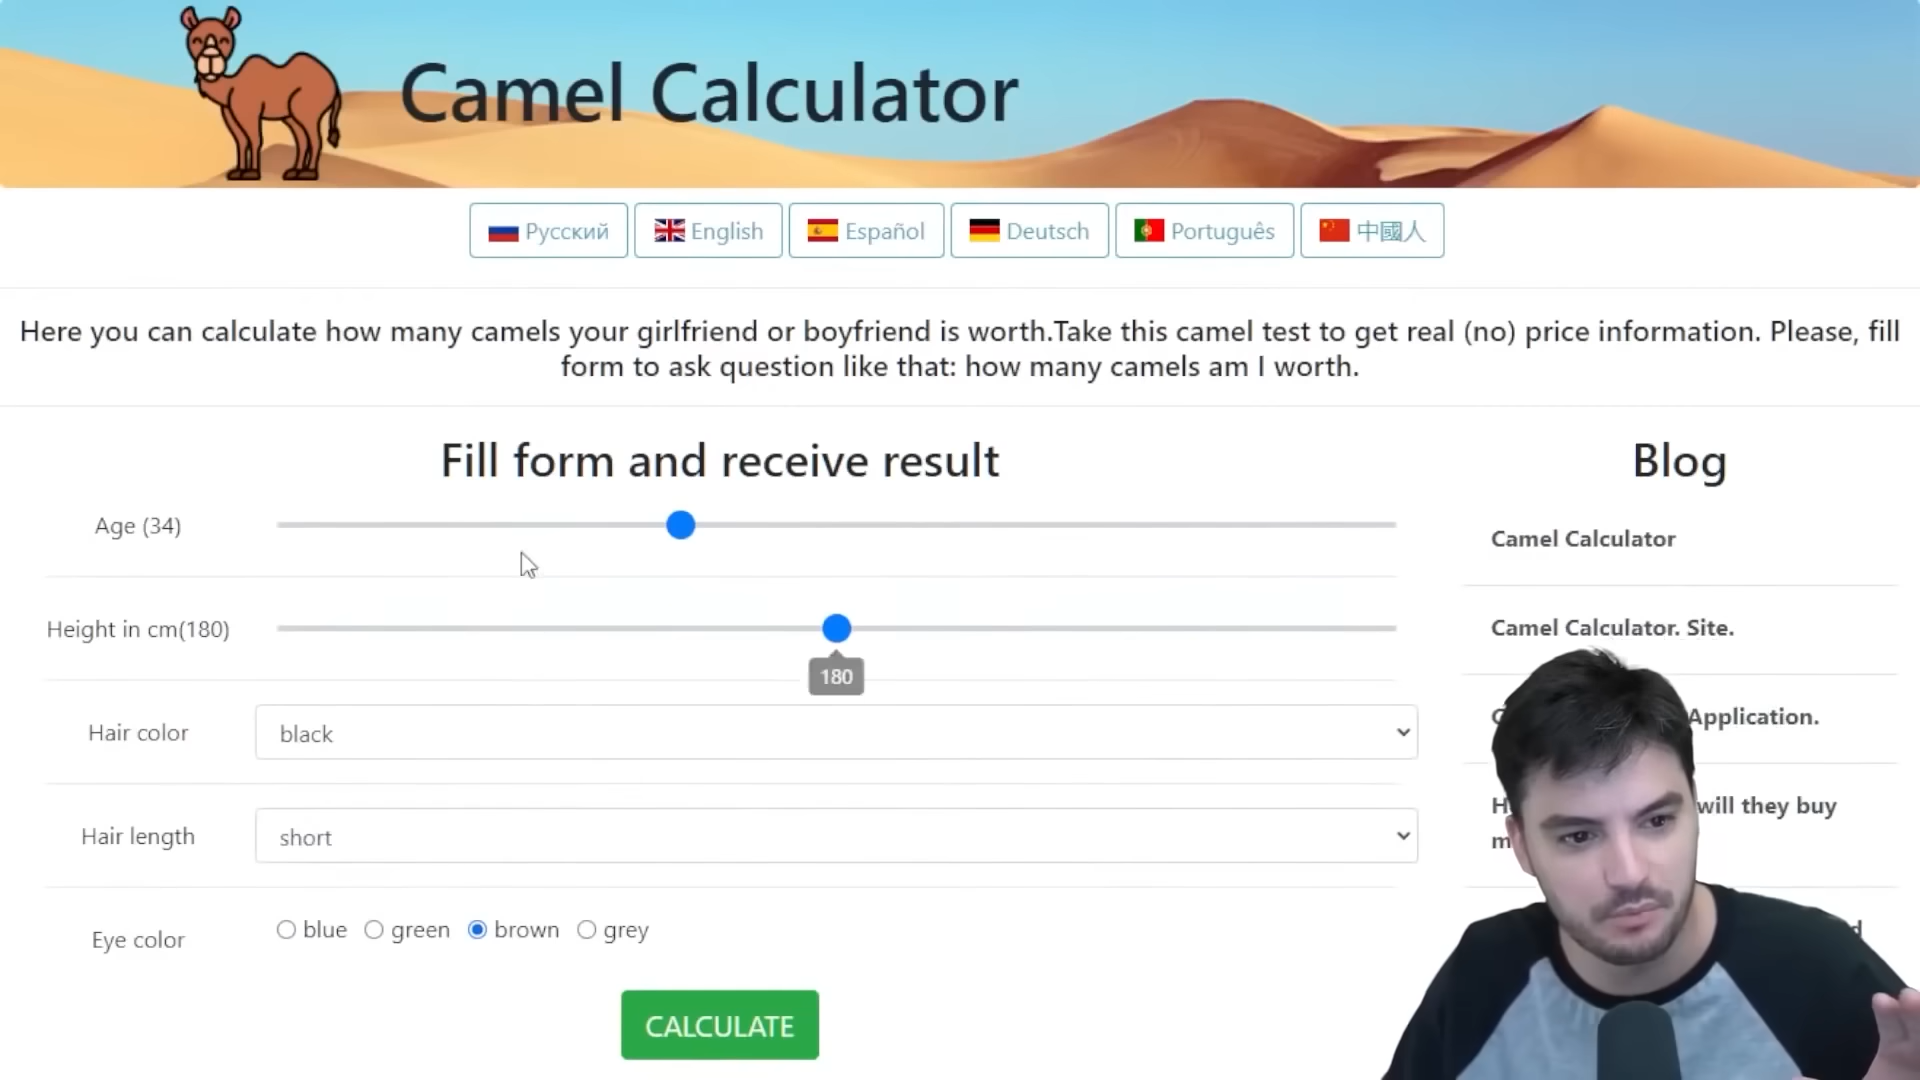 Camel Calculator
Русский
English
Español
Deutsch
Português
中國人
Here you can calculate how many camels your girlfriend or boyfriend is worth.Take this camel test to get real (no) price information. Please, fill
form to ask question like that: how many camels am I worth.
Fill form and receive result
Blog
Age (34)
Camel Calculator
Height in cm(180)
180
Camel Calculator. Site.
Hair color
black
Application.
Hair length
short
will they buy
Eye color
blue
green
brown
grey
CALCULATE